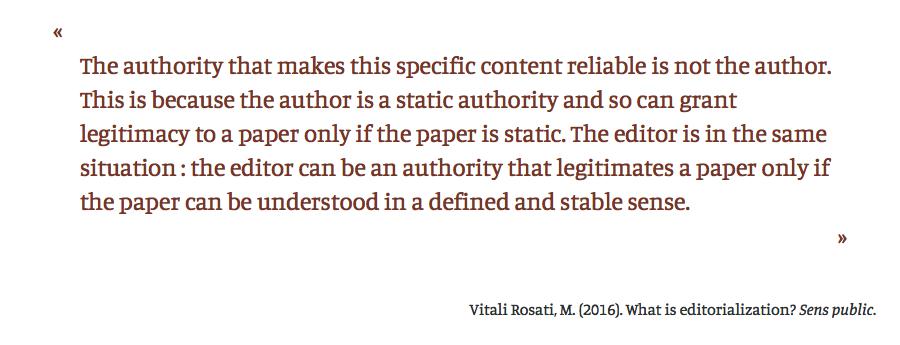 «
The authority that makes this specific content reliable is not the author.
This is because the author is a static authority and so can grant
legitimacy to a paper only if the paper is static. The editor is in the same
situation : the editor can be an authority that legitimates a paper only if
the paper can be understood in a defined and stable sense.
»
Vitali Rosati, M. (2016). What is editorialization? Sens public.